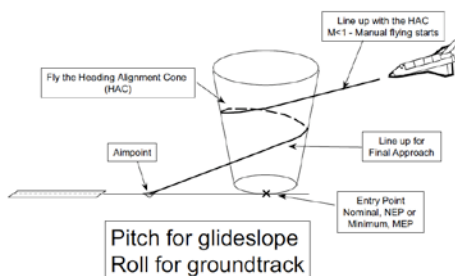 Line up with the HAC
M<1 - Manual flying starts
Fly the Heading Alignment Cone
(HAC)
Aimpoint
Line up for
Final Approach
Entry Point
Nominal, NEP or
Minimum, MEP
Pitch for glideslope
Roll for groundtrack